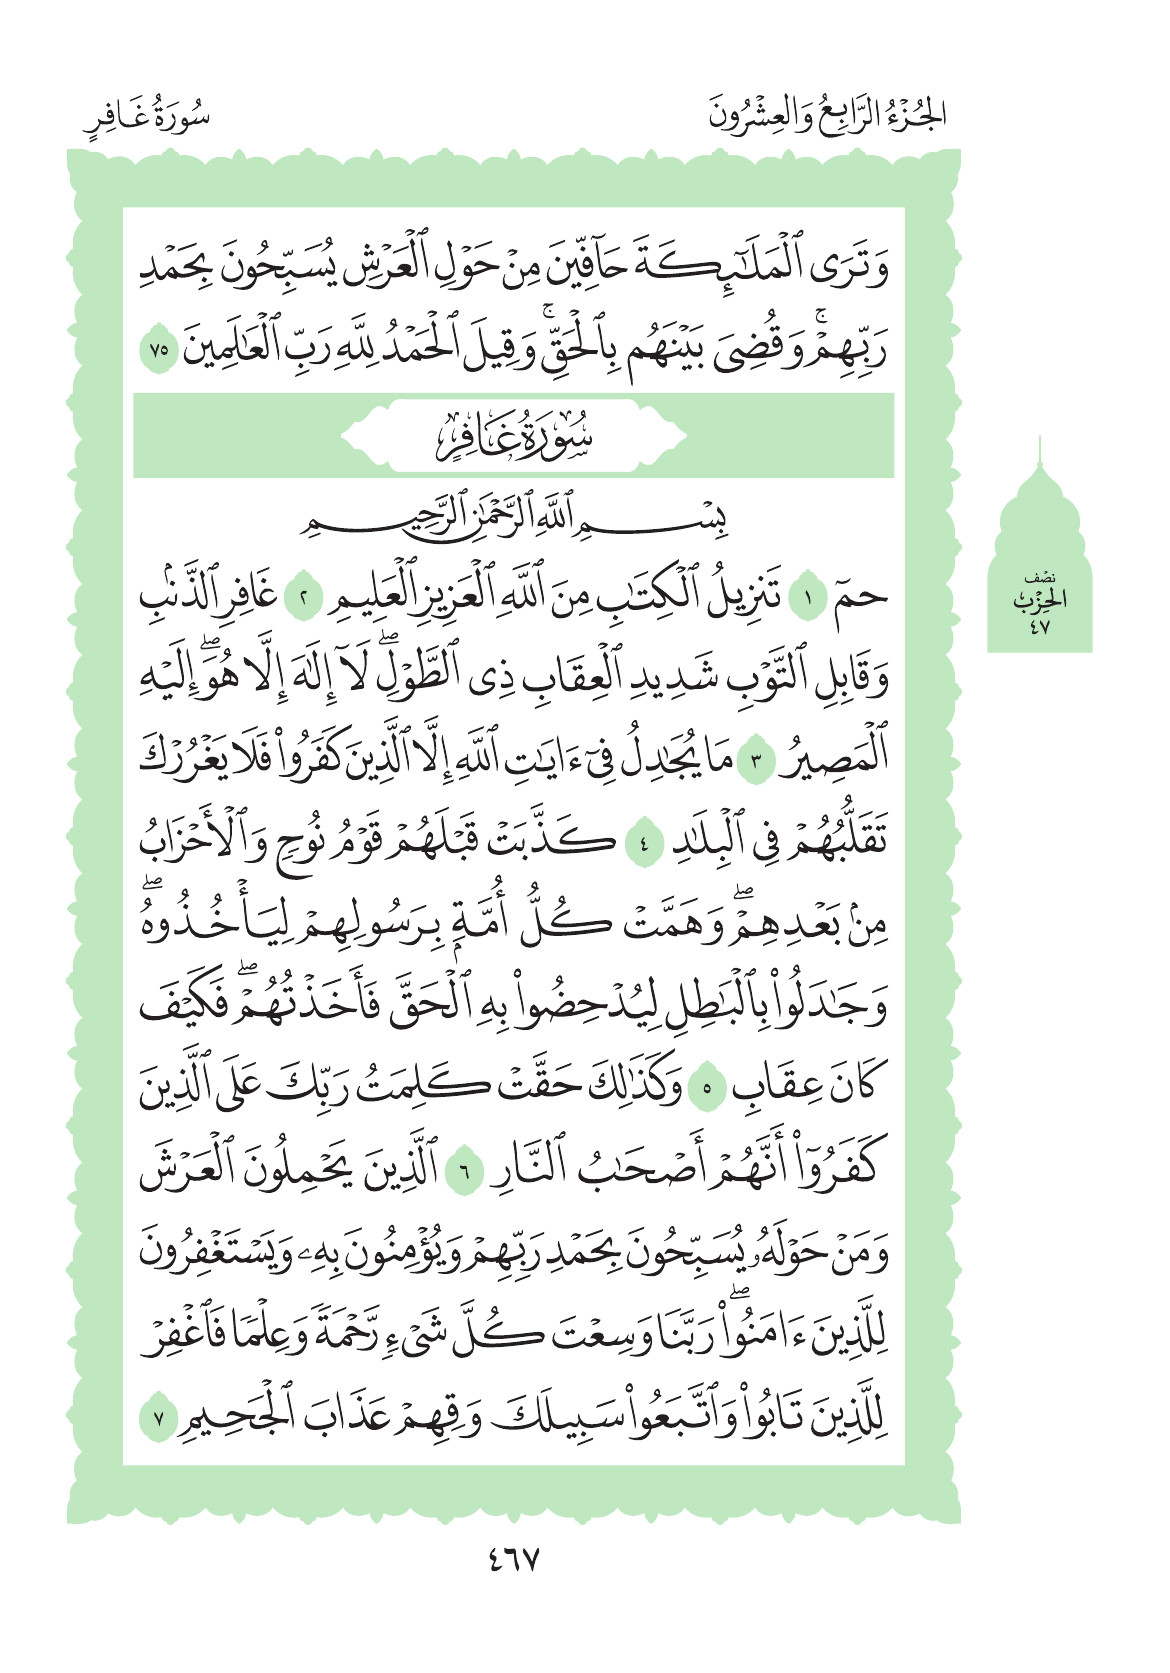 الجُزْءُ الرَّابِعُ وَالعِشْرُونَ
سُورَةُ غَافِرٍ
وَتَرَى ٱلْمَلَـٰٓئِكَةَ حَآفِّينَ مِنْ حَوْلِ ٱلْعَرْشِ يُسَبِّحُونَ بِحَمْدِ
رَبِّهِمْۚ وَقُضِىَ بَيْنَهُم بِٱلْحَقِّۚ وَقِيلَ ٱلْحَمْدُ لِلَّهِ رَبِّ ٱلْعَـٰلَمِينَ ٧٥
سُورَةُ غَافِرٍ
بِسْمِ ٱللَّهِ ٱلرَّحْمَـٰنِ ٱلرَّحِيمِ
حمٓ ١ تَنزِيلُ ٱلْكِتَـٰبِ مِنَ ٱللَّهِ ٱلْعَزِيزِ ٱلْعَلِيمِ ٢ غَافِرِ ٱلذَّنۢبِ
وَقَابِلِ ٱلتَّوْبِ شَدِيدِ ٱلْعِقَابِ ذِى ٱلطَّوْلِۖ لَآ إِلَـٰهَ إِلَّا هُوَۖ إِلَيْهِ
ٱلْمَصِيرُ ٣ مَا يُجَـٰدِلُ فِىٓ ءَايَـٰتِ ٱللَّهِ إِلَّا ٱلَّذِينَ كَفَرُوا۟ فَلَا يَغْرُرْكَ
تَقَلُّبُهُمْ فِى ٱلْبِلَـٰدِ ٤ كَذَّبَتْ قَبْلَهُمْ قَوْمُ نُوحٍ وَٱلْأَحْزَابُ
مِنۢ بَعْدِهِمْۖ وَهَمَّتْ كُلُّ أُمَّةٍۭ بِرَسُولِهِمْ لِيَأْخُذُوهُۖ
وَجَـٰدَلُوا۟ بِٱلْبَـٰطِلِ لِيُدْحِضُوا۟ بِهِ ٱلْحَقَّ فَأَخَذْتُهُمْۖ فَكَيْفَ
كَانَ عِقَابِ ٥ وَكَذَٰلِكَ حَقَّتْ كَلِمَتُ رَبِّكَ عَلَى ٱلَّذِينَ
كَفَرُوٓا۟ أَنَّهُمْ أَصْحَـٰبُ ٱلنَّارِ ٦ ٱلَّذِينَ يَحْمِلُونَ ٱلْعَرْشَ
وَمَنْ حَوْلَهُۥ يُسَبِّحُونَ بِحَمْدِ رَبِّهِمْ وَيُؤْمِنُونَ بِهِۦ وَيَسْتَغْفِرُونَ
لِلَّذِينَ ءَامَنُوا۟ۖ رَبَّنَا وَسِعْتَ كُلَّ شَىْءٍ رَّحْمَةً وَعِلْمًا فَٱغْفِرْ
لِلَّذِينَ تَابُوا۟ وَٱتَّبَعُوا۟ سَبِيلَكَ وَقِهِمْ عَذَابَ ٱلْجَحِيمِ ٧
نصْف
الحِزْب
٤٧
٤٦٧